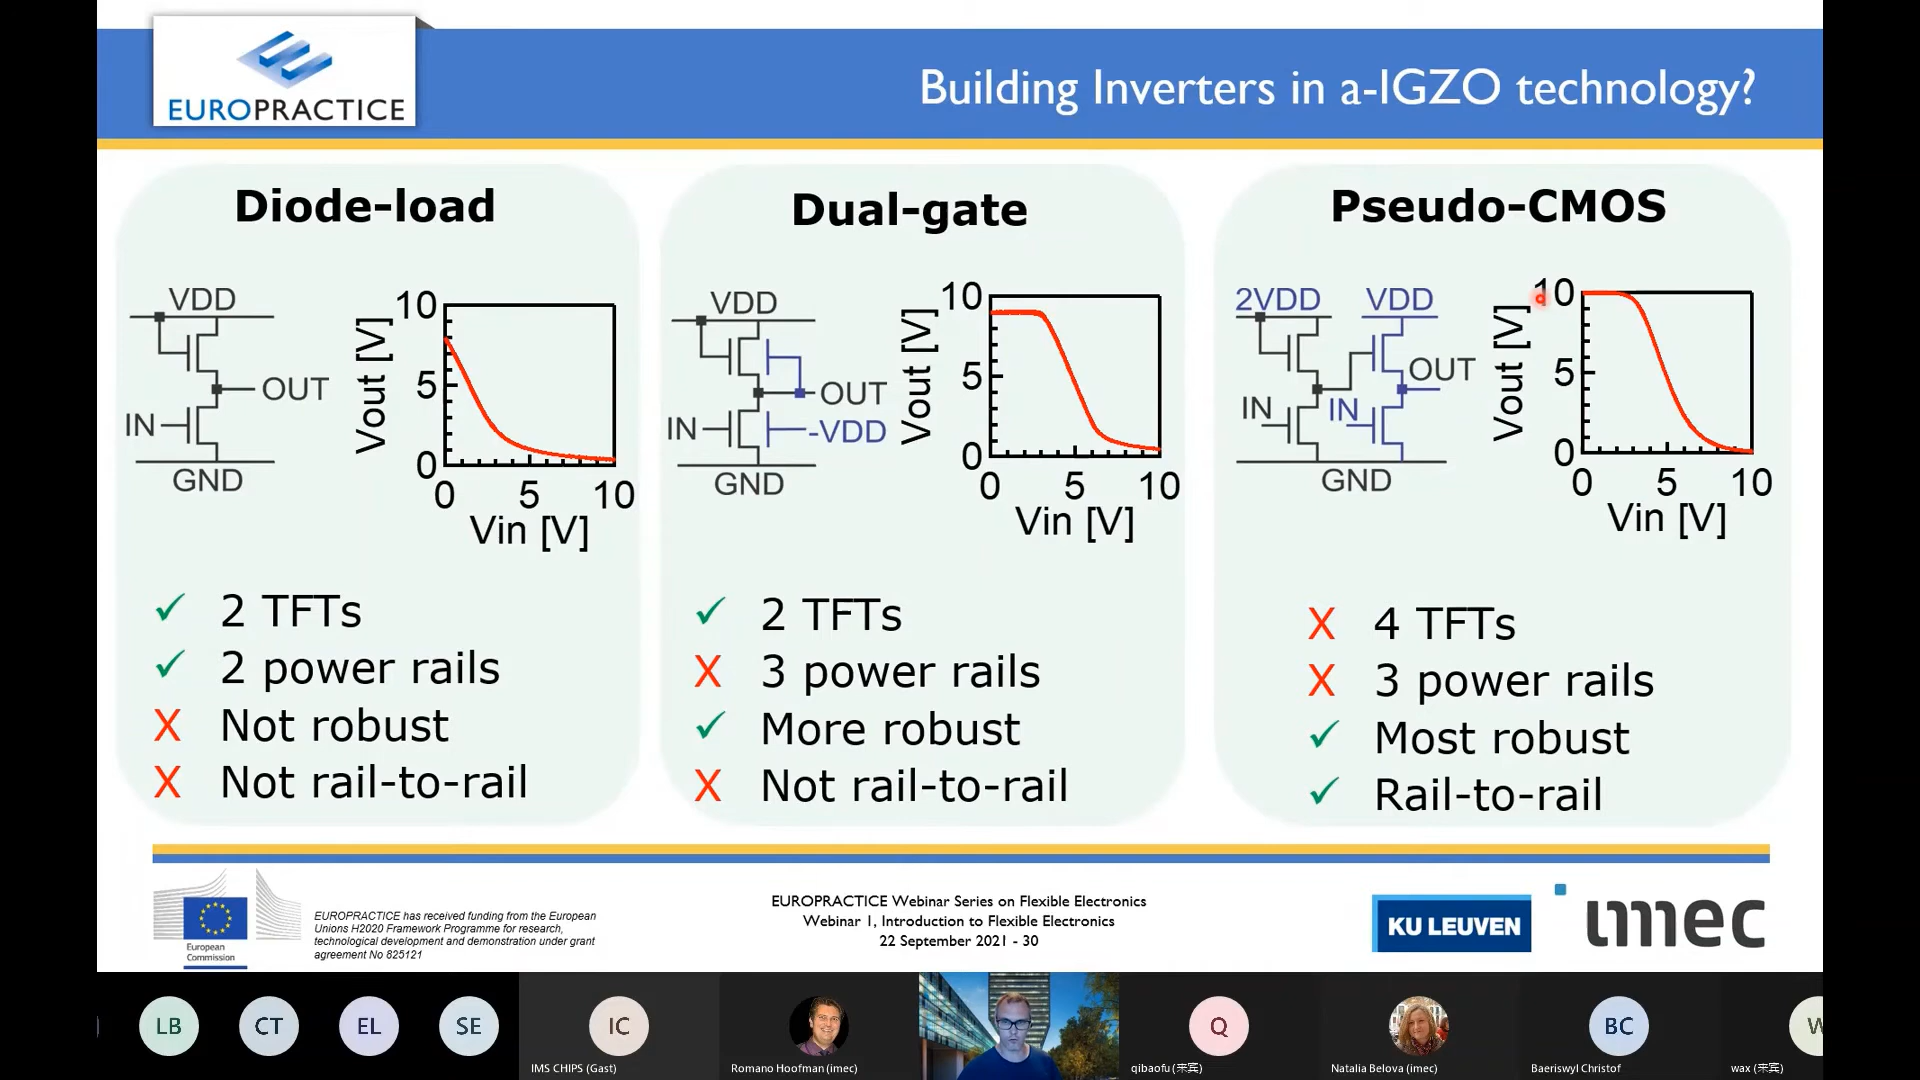 EUROPRACTICE
Building Inverters in a-IGZO technology?
Diode-load
VDD
OUT
IN
GND
Vout [V]
10
5
0
0 5 10
Vin [V]
✓ 2 TFTs
✓ 2 power rails
X Not robust
X Not rail-to-rail
Dual-gate
VDD
OUT
IN
-VDD
GND
Vout [V]
10
5
0
0 5 10
Vin [V]
✓ 2 TFTs
X 3 power rails
✓ More robust
X Not rail-to-rail
Pseudo-CMOS
2VDD VDD
OUT
IN IN
GND
Vout [V]
10
5
0
0 5 10
Vin [V]
X 4 TFTs
X 3 power rails
✓ Most robust
✓ Rail-to-rail
European
Commission
EUROPRACTICE has received funding from the European
Unions H2020 Framework Programme for research,
technological development and demonstration under grant
agreement No 825121
EUROPRACTICE Webinar Series on Flexible Electronics
Webinar 1, Introduction to Flexible Electronics
22 September 2021 - 30
KU LEUVEN
imec
LB
CT
EL
SE
IC
IMS CHIPS (Gast)
Romano Hoofman (imec)
Q
qibaofu (来宾)
Natalia Belova (imec)
BC
Baeriswyl Christof
W
wax (来宾)